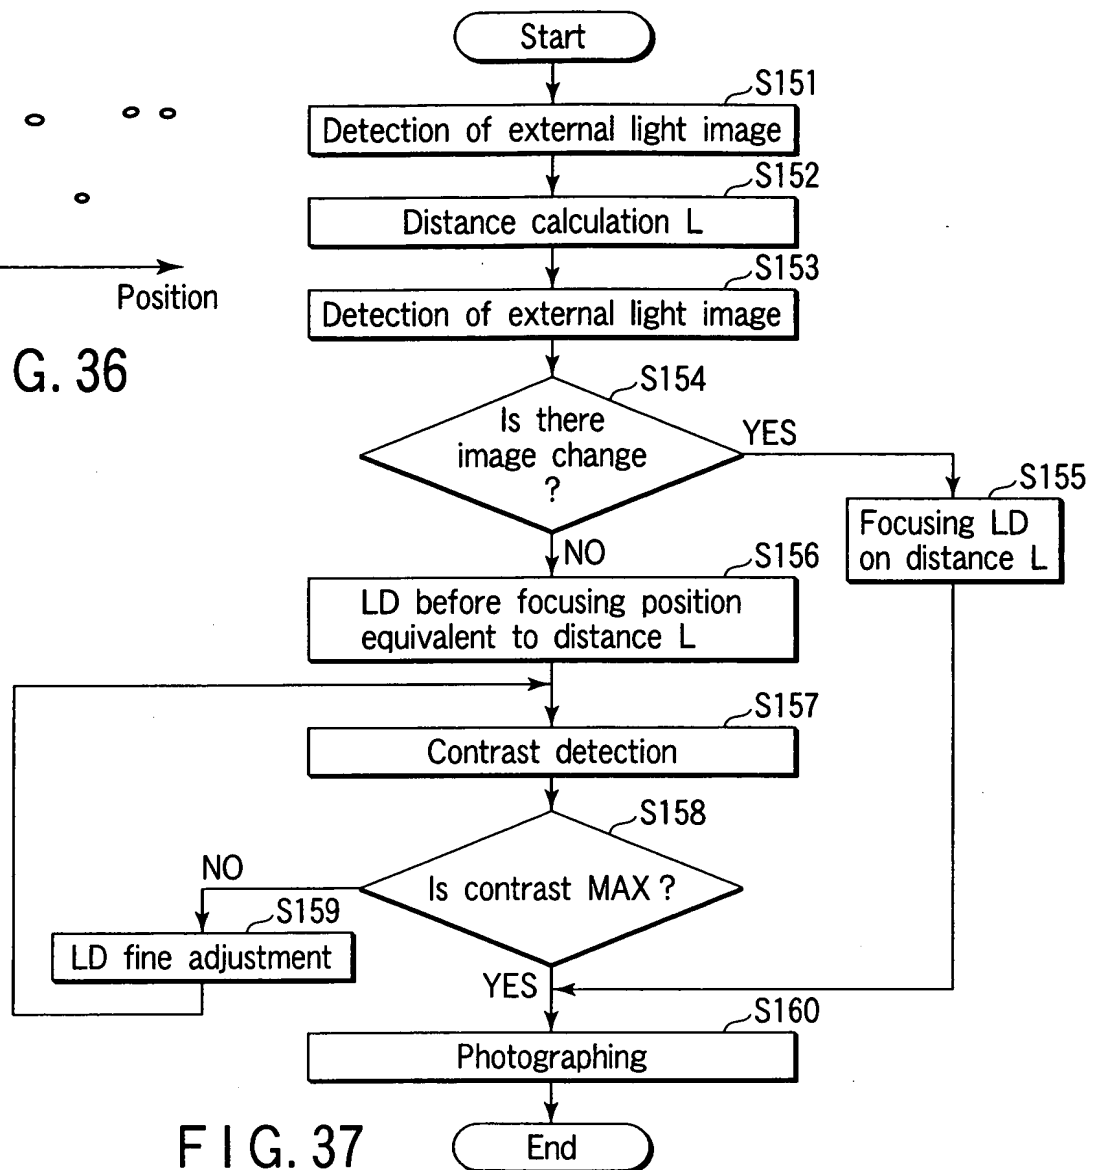 Start
S151
Detection of external light image
S152
Distance calculation L
S153
Detection of external light image
Position
G. 36
S154
Is there
image change
?
YES
S155
Focusing LD
on distance L
NO
S156
LD before focusing position
equivalent to distance L
S157
Contrast detection
S158
Is contrast MAX ?
NO
S159
LD fine adjustment
YES
S160
Photographing
End
FIG. 37